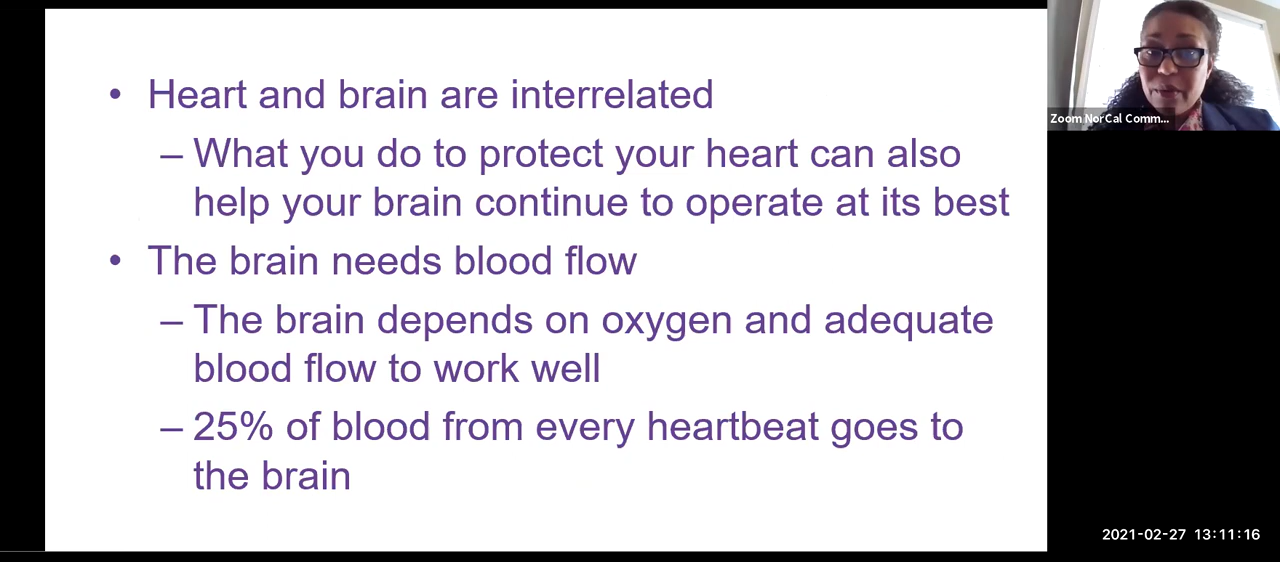 • Heart and brain are interrelated
– What you do to protect your heart can also
help your brain continue to operate at its best
• The brain needs blood flow
– The brain depends on oxygen and adequate
blood flow to work well
– 25% of blood from every heartbeat goes to
the brain
Zoom NorCal Comm...
2021-02-27 13:11:16